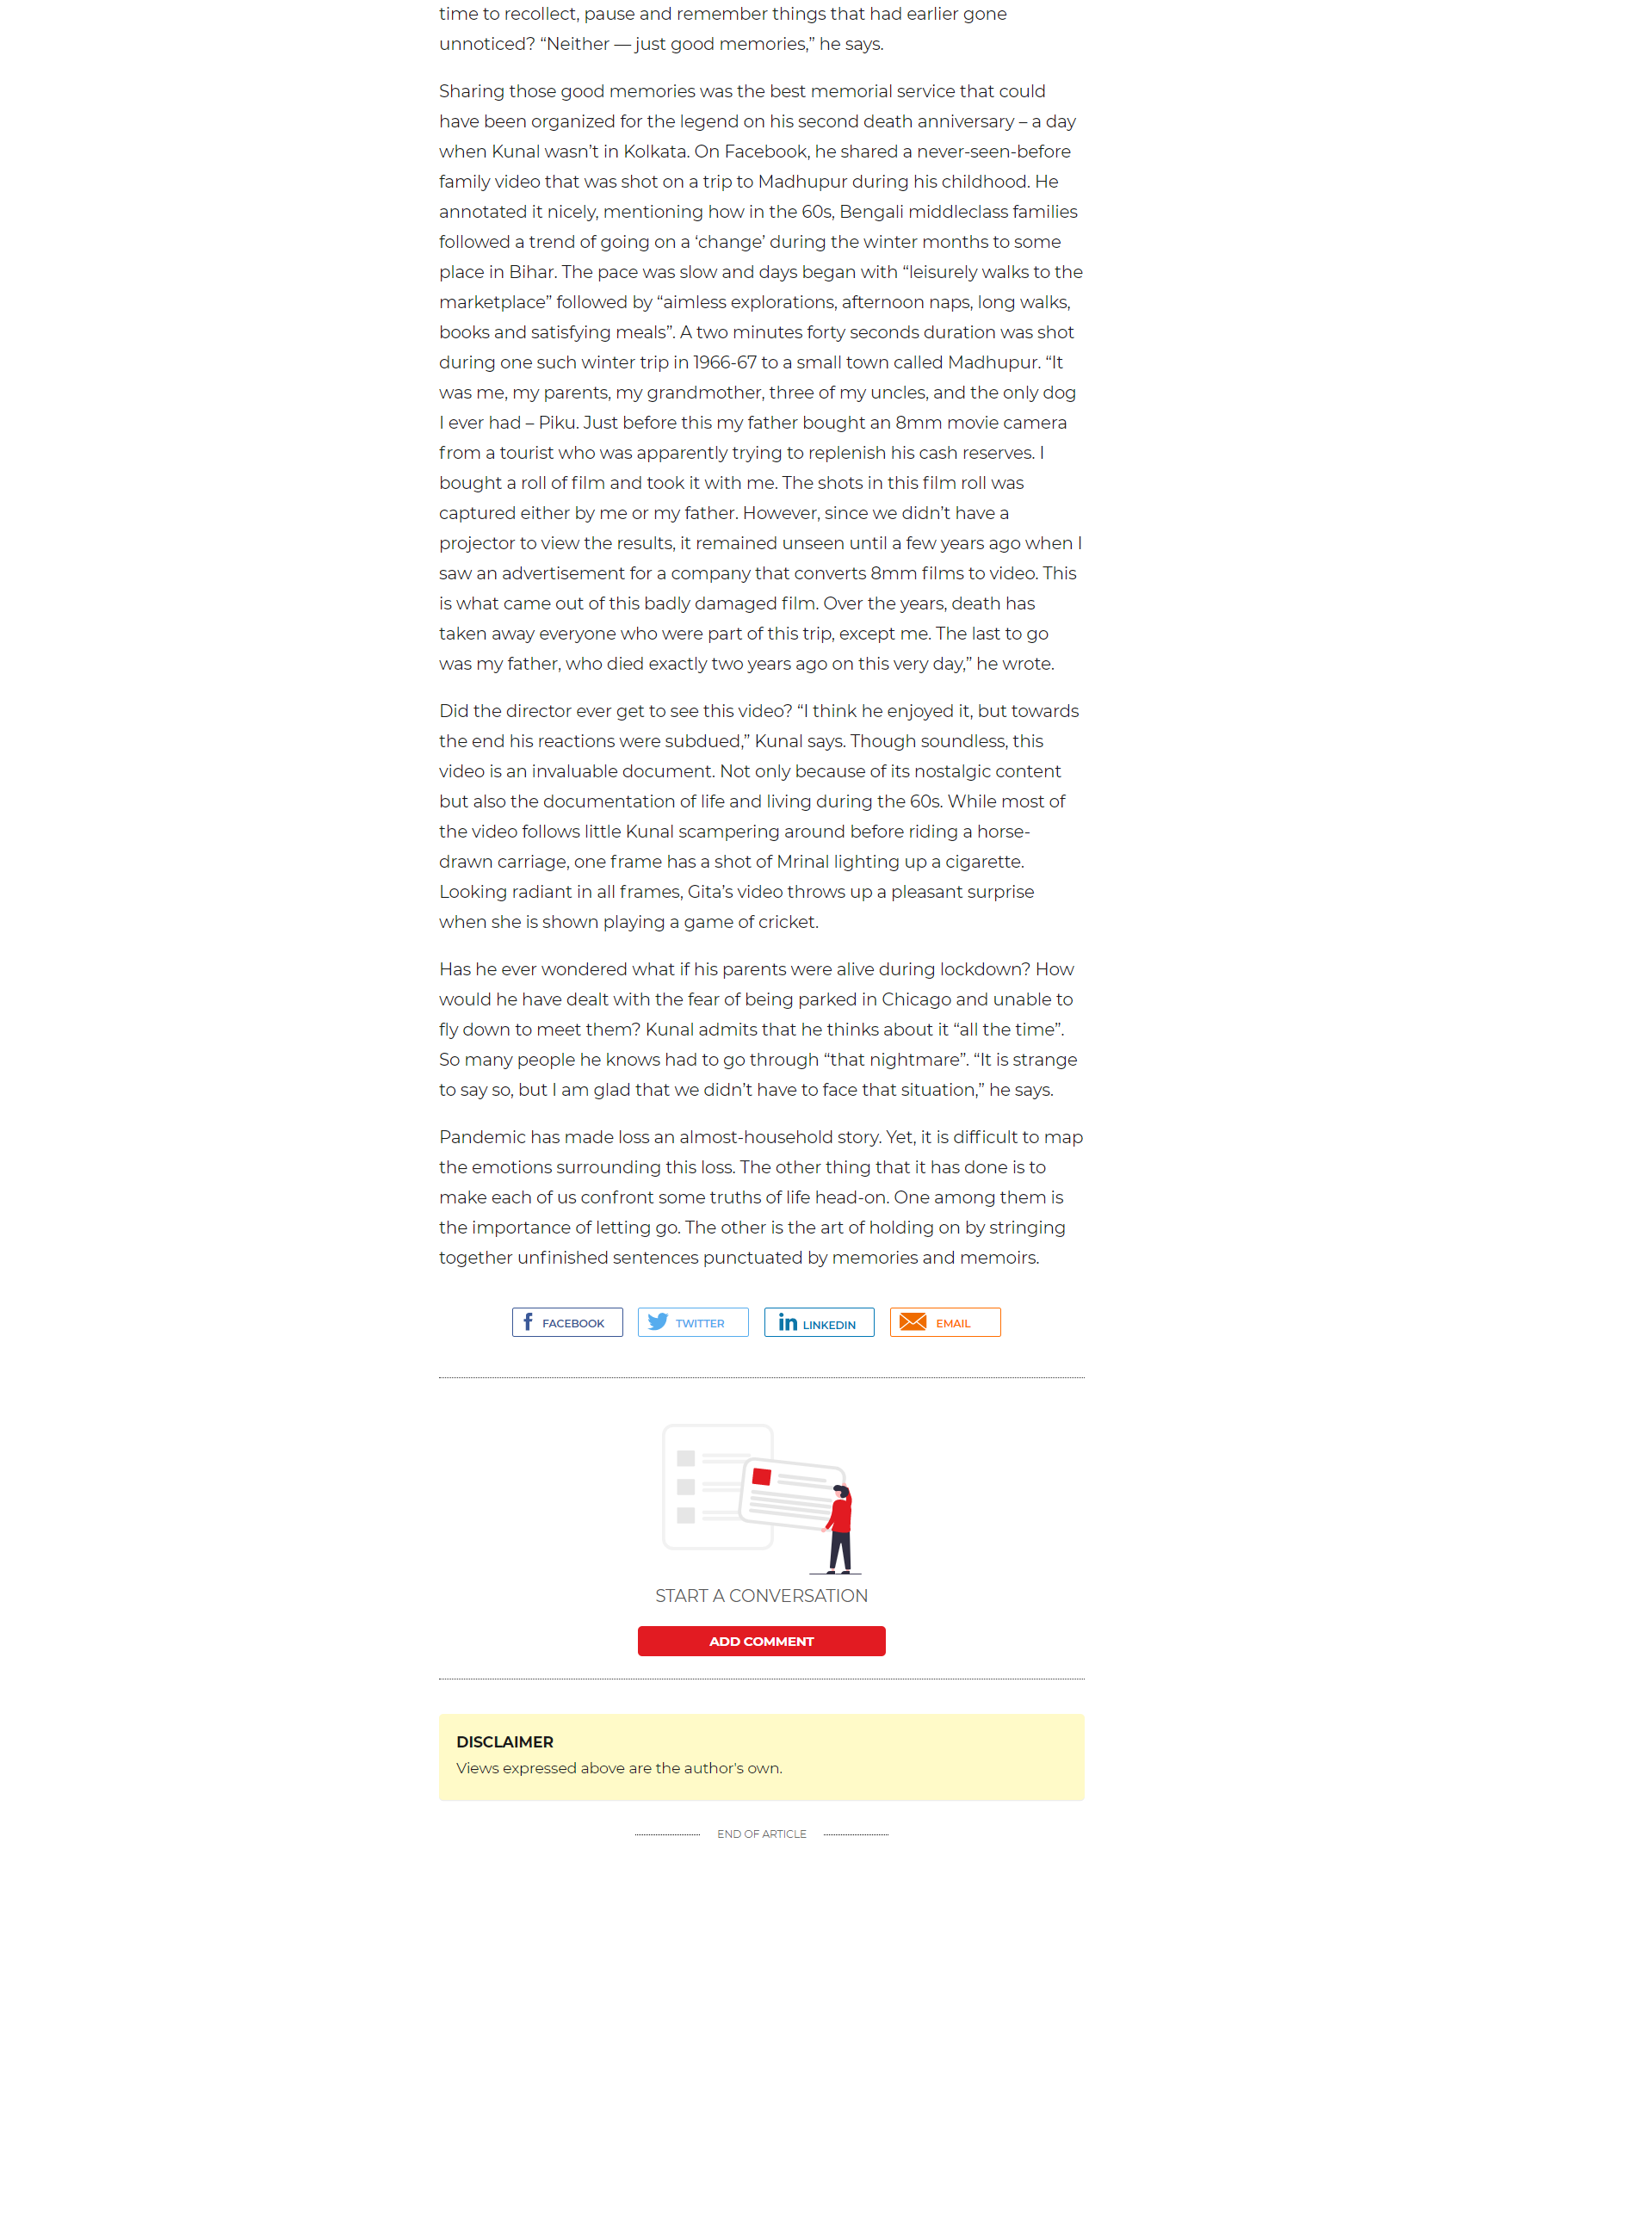 time to recollect, pause and remember things that had earlier gone
unnoticed? “Neither — just good memories,” he says.
Sharing those good memories was the best memorial service that could
have been organized for the legend on his second death anniversary – a day
when Kunal wasn’t in Kolkata. On Facebook, he shared a never-seen-before
family video that was shot on a trip to Madhupur during his childhood. He
annotated it nicely, mentioning how in the 60s, Bengali middleclass families
followed a trend of going on a ‘change’ during the winter months to some
place in Bihar. The pace was slow and days began with “leisurely walks to the
marketplace” followed by “aimless explorations, afternoon naps, long walks,
books and satisfying meals”. A two minutes forty seconds duration was shot
during one such winter trip in 1966-67 to a small town called Madhupur. “It
was me, my parents, my grandmother, three of my uncles, and the only dog
I ever had – Piku. Just before this my father bought an 8mm movie camera
from a tourist who was apparently trying to replenish his cash reserves. I
bought a roll of film and took it with me. The shots in this film roll was
captured either by me or my father. However, since we didn’t have a
projector to view the results, it remained unseen until a few years ago when I
saw an advertisement for a company that converts 8mm films to video. This
is what came out of this badly damaged film. Over the years, death has
taken away everyone who were part of this trip, except me. The last to go
was my father, who died exactly two years ago on this very day,” he wrote.
Did the director ever get to see this video? “I think he enjoyed it, but towards
the end his reactions were subdued,” Kunal says. Though soundless, this
video is an invaluable document. Not only because of its nostalgic content
but also the documentation of life and living during the 60s. While most of
the video follows little Kunal scampering around before riding a horse-
drawn carriage, one frame has a shot of Mrinal lighting up a cigarette.
Looking radiant in all frames, Gita’s video throws up a pleasant surprise
when she is shown playing a game of cricket.
Has he ever wondered what if his parents were alive during lockdown? How
would he have dealt with the fear of being parked in Chicago and unable to
fly down to meet them? Kunal admits that he thinks about it “all the time”.
So many people he knows had to go through “that nightmare”. “It is strange
to say so, but I am glad that we didn’t have to face that situation,” he says.
Pandemic has made loss an almost-household story. Yet, it is difficult to map
the emotions surrounding this loss. The other thing that it has done is to
make each of us confront some truths of life head-on. One among them is
the importance of letting go. The other is the art of holding on by stringing
together unfinished sentences punctuated by memories and memoirs.
FACEBOOK TWITTER LINKEDIN EMAIL
START A CONVERSATION
ADD COMMENT
DISCLAIMER
Views expressed above are the author's own.
END OF ARTICLE